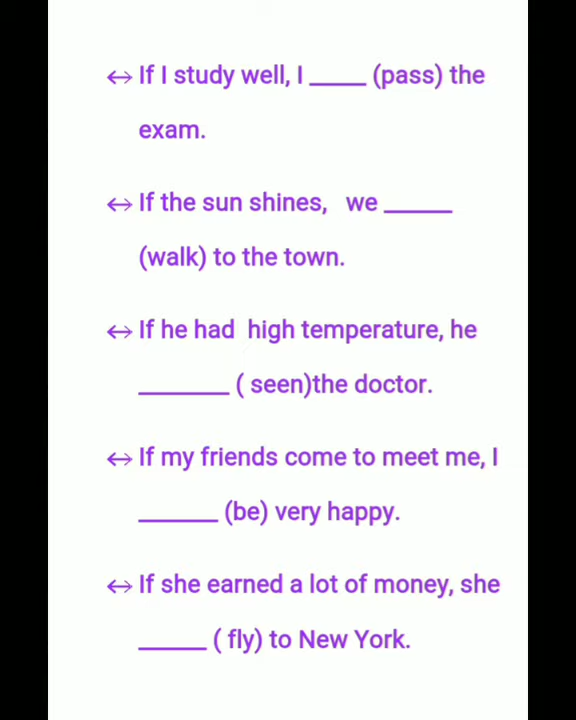 ↔ If I study well, I _____ (pass) the
exam.
↔ If the sun shines, we ______
(walk) to the town.
↔ If he had high temperature, he
________ ( seen)the doctor.
↔ If my friends come to meet me, I
_______ (be) very happy.
↔ If she earned a lot of money, she
______ ( fly) to New York.